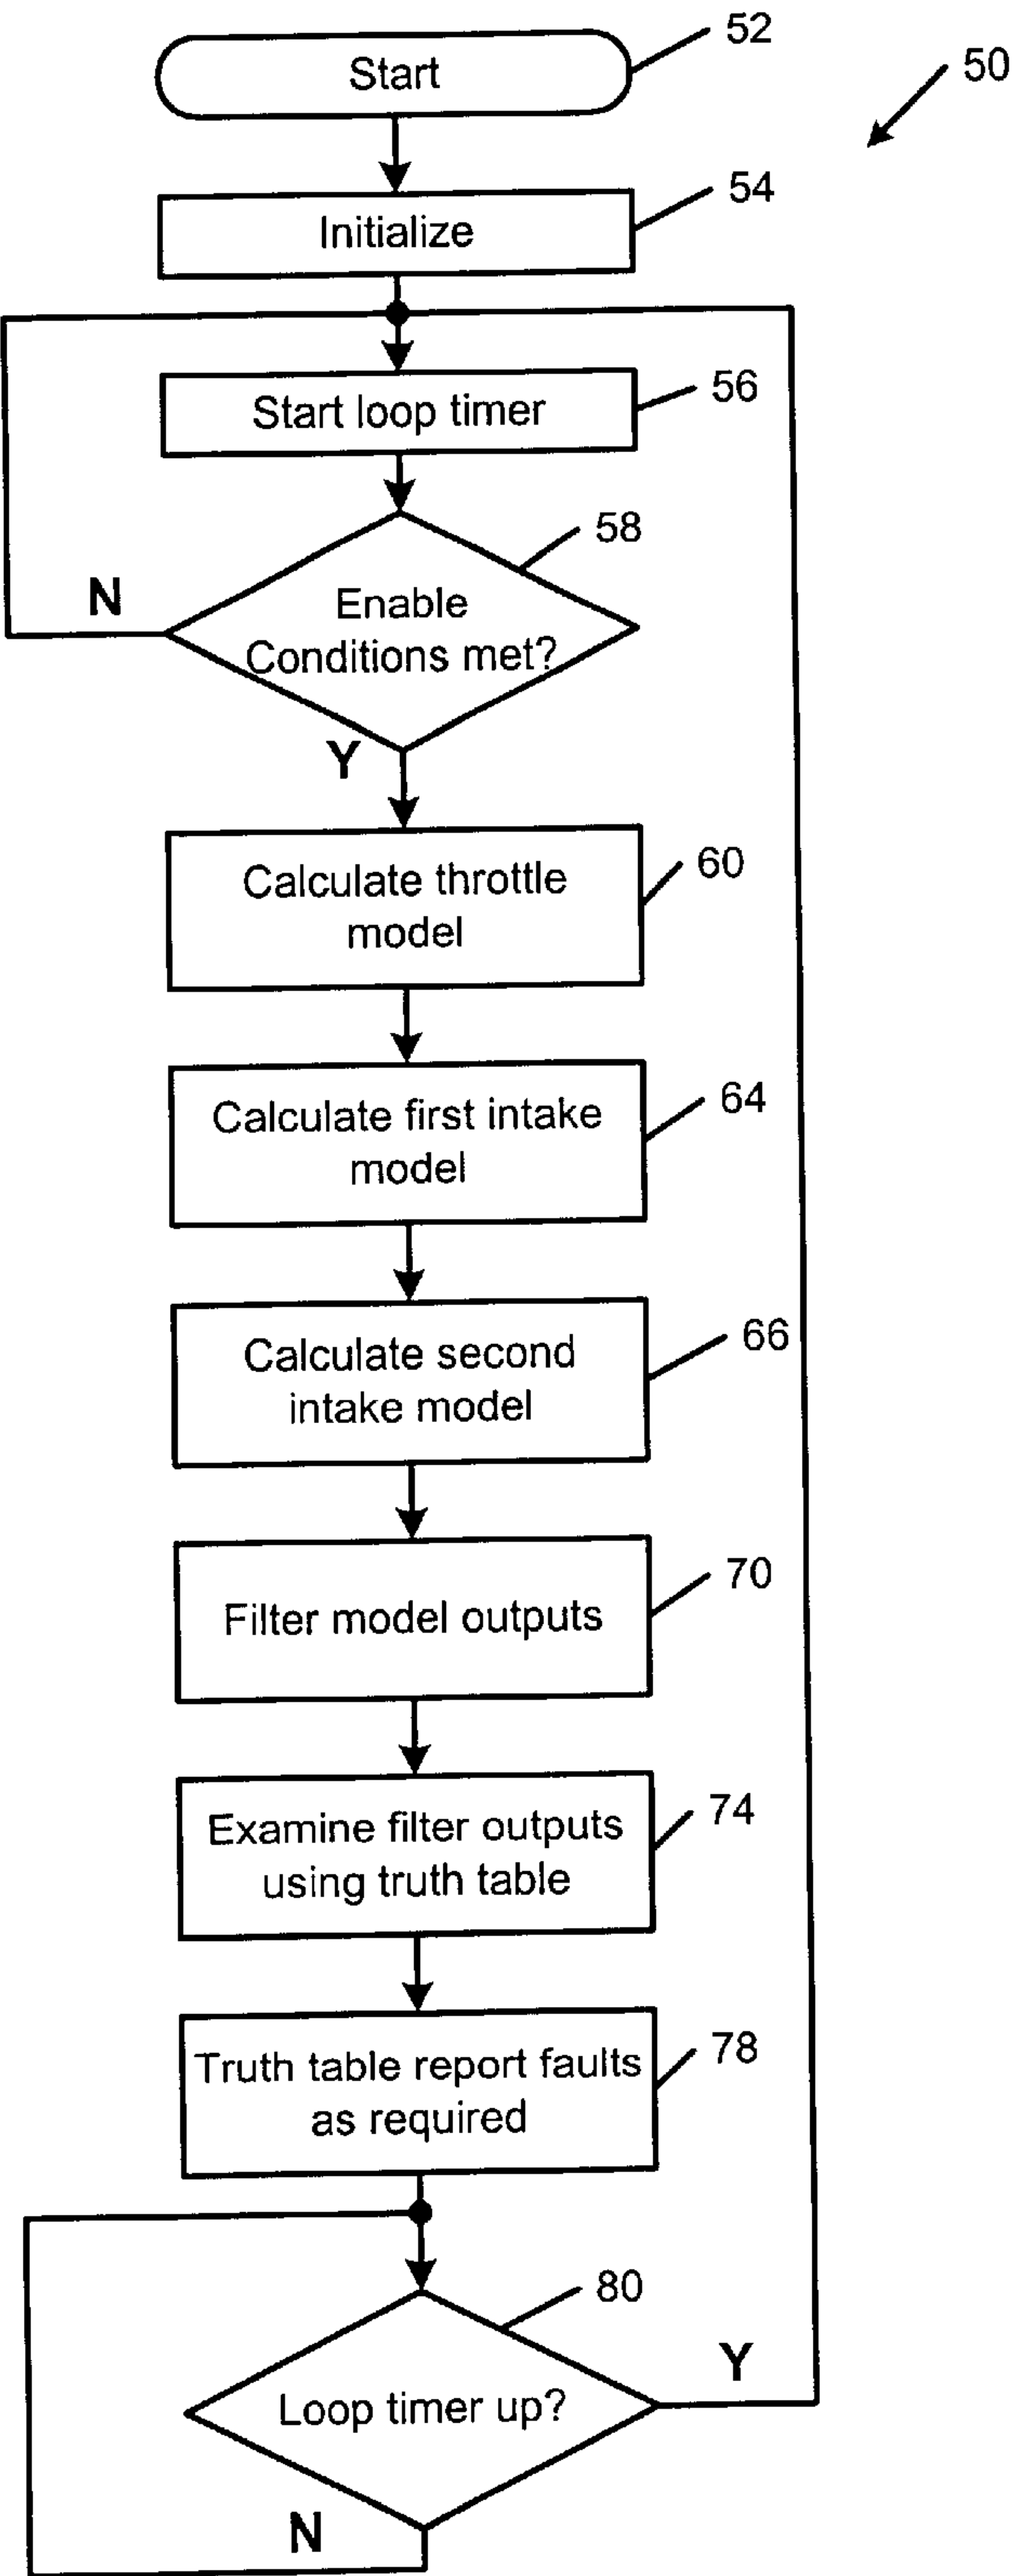 Start
52
50
Initialize
54
Start loop timer
56
58
N
Enable
Conditions met?
Y
Calculate throttle
model
60
Calculate first intake
model
64
Calculate second
intake model
66
Filter model outputs
70
Examine filter outputs
using truth table
74
Truth table report faults
as required
78
80
Loop timer up?
Y
N